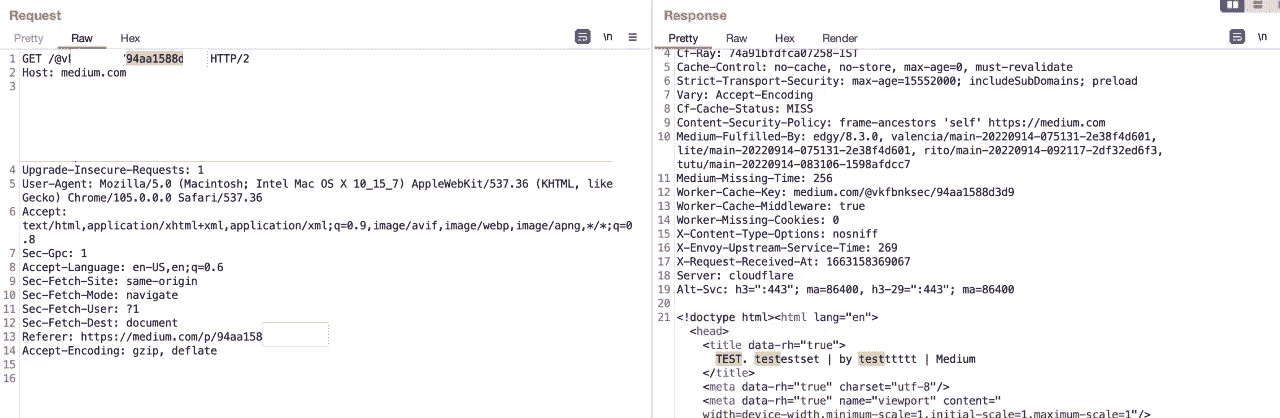 Request
Pretty Raw Hex
\n
1 GET /@vk 94aa1588d HTTP/2
2 Host: medium.com
3
4 Upgrade-Insecure-Requests: 1
5 User-Agent: Mozilla/5.0 (Macintosh; Intel Mac OS X 10_15_7) AppleWebKit/537.36 (KHTML, like
Gecko) Chrome/105.0.0.0 Safari/537.36
6 Accept:
text/html,application/xhtml+xml,application/xml;q=0.9,image/avif,image/webp,image/apng,*/*;q=0
.8
7 Sec-Gpc: 1
8 Accept-Language: en-US,en;q=0.6
9 Sec-Fetch-Site: same-origin
10 Sec-Fetch-Mode: navigate
11 Sec-Fetch-User: ?1
12 Sec-Fetch-Dest: document
13 Referer: https://medium.com/p/94aa158
14 Accept-Encoding: gzip, deflate
15
16
Response
Pretty Raw Hex Render
\n
4 Cf-Ray: 74a91bfdfca07258-IST
5 Cache-Control: no-cache, no-store, max-age=0, must-revalidate
6 Strict-Transport-Security: max-age=15552000; includeSubDomains; preload
7 Vary: Accept-Encoding
8 Cf-Cache-Status: MISS
9 Content-Security-Policy: frame-ancestors 'self' https://medium.com
10 Medium-Fulfilled-By: edgy/8.3.0, valencia/main-20220914-075131-2e38f4d601,
lite/main-20220914-075131-2e38f4d601, rito/main-20220914-092117-2df32ed6f3,
tutu/main-20220914-083106-1598afdcc7
11 Medium-Missing-Time: 256
12 Worker-Cache-Key: medium.com/@vkfbnksec/94aa1588d3d9
13 Worker-Cache-Middleware: true
14 Worker-Missing-Cookies: 0
15 X-Content-Type-Options: nosniff
16 X-Envoy-Upstream-Service-Time: 269
17 X-Request-Received-At: 1663158369067
18 Server: cloudflare
19 Alt-Svc: h3=":443"; ma=86400, h3-29=":443"; ma=86400
20
21 <!doctype html><html lang="en">
<head>
<title data-rh="true">
TEST. testestset | by testttttt | Medium
</title>
<meta data-rh="true" charset="utf-8"/>
<meta data-rh="true" name="viewport" content="
width=device-width,minimum-scale=1,initial-scale=1,maximum-scale=1"/>